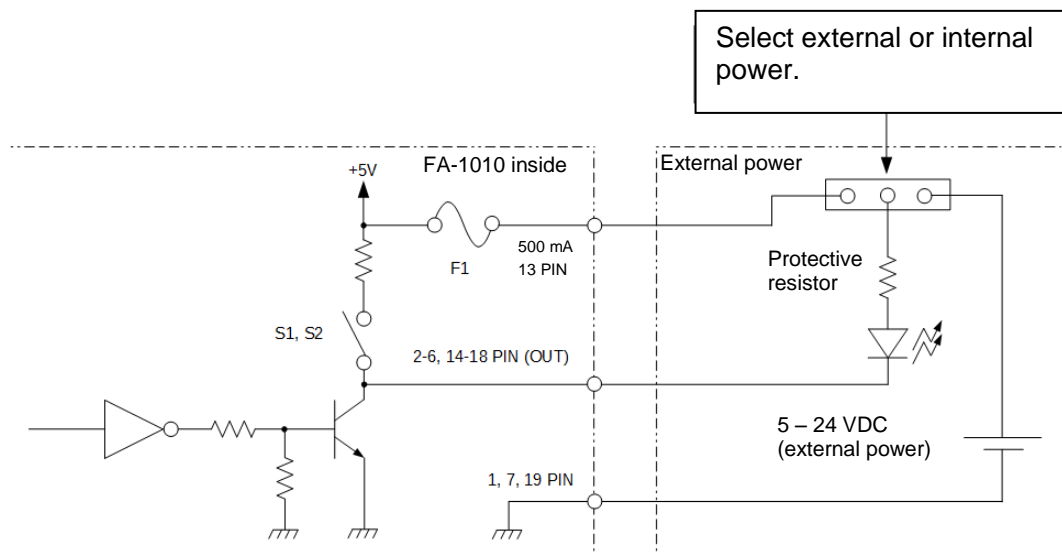 Select external or internal
power.
FA-1010 inside
External power
+5V
500 mA
13 PIN
F1
Protective
resistor
S1, S2
2-6, 14-18 PIN (OUT)
5 – 24 VDC
(external power)
1, 7, 19 PIN